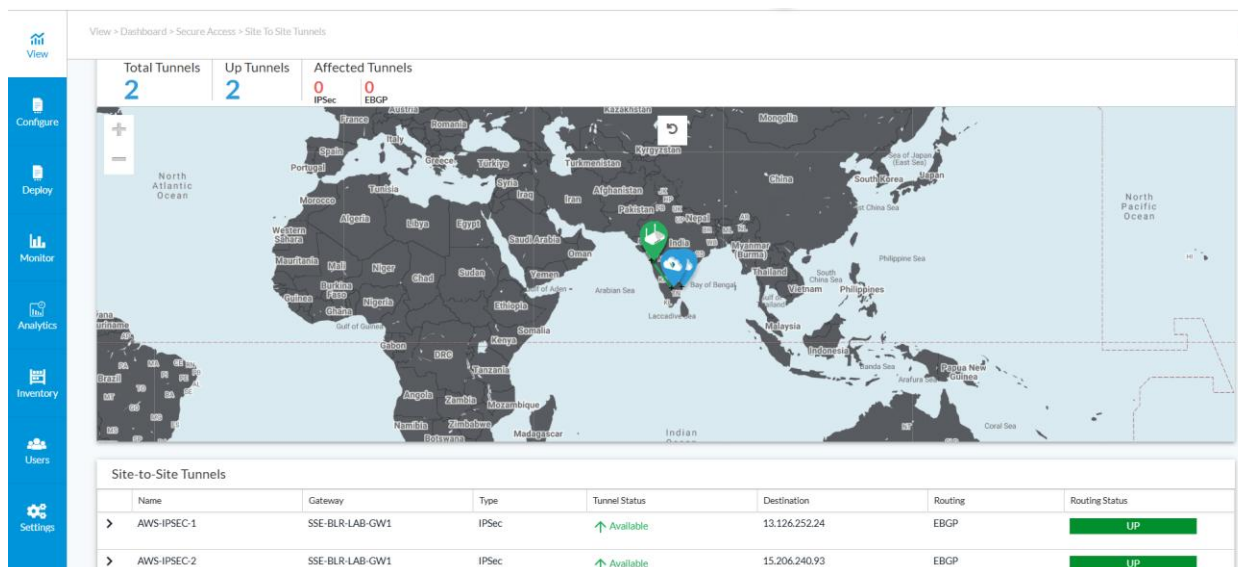 View > Dashboard > Secure Access > Site To Site Tunnels
View
Configure
Deploy
Monitor
Analytics
Inventory
Users
Settings
Total Tunnels
2
Up Tunnels
2
Affected Tunnels
0
IPSec
0
EBGP
Austria
Kazakhstan
Mongolia
France
Romania
Italy
Kyrgyzstan
Spain
Portugal
Greece
Türkiye
Turkmenistan
Sea of Japan
(East Sea)
North
Atlantic
Ocean
Tunisia
Syria
Iraq
Iran
Afghanistan
China
South Korea
Japan
North
Pacific
Ocean
Morocco
Pakistan
Nepal
st China Sea
Algeria
Libya
Egypt
Western
Sahara
Saudi Arabia
India
Myanmar
(Burma)
Oman
Mauritania
Mali
Niger
Chad
Sudan
Yemen
Thailand
Philippine Sea
HI
Burkina
Faso
Gulf of Aden
Arabian Sea
Bay of Bengal
South
China Sea
Vietnam
Philippines
Guinea
Nigeria
Ghana
Ethiopia
Laccadive Sea
Gulf of Guinea
Somalia
Malaysia
Gabon
Kenya
DRC
Indonesia
Tanzania
Banda Sea
Papua New
Guinea
Brazil
Arafura Sea
Angola
Zambia
Mozambique
Namibia
Zimbabwe
Botswana
Madagascar
Indian
Ocean
NT
Coral Sea
Site-to-Site Tunnels
Name Gateway Type Tunnel Status Destination Routing Routing Status
AWS-IPSEC-1 SSE-BLR-LAB-GW1 IPSec Available 13.126.252.24 EBGP UP
AWS-IPSEC-2 SSE-BLR-LAB-GW1 IPSec Available 15.206.240.93 EBGP UP